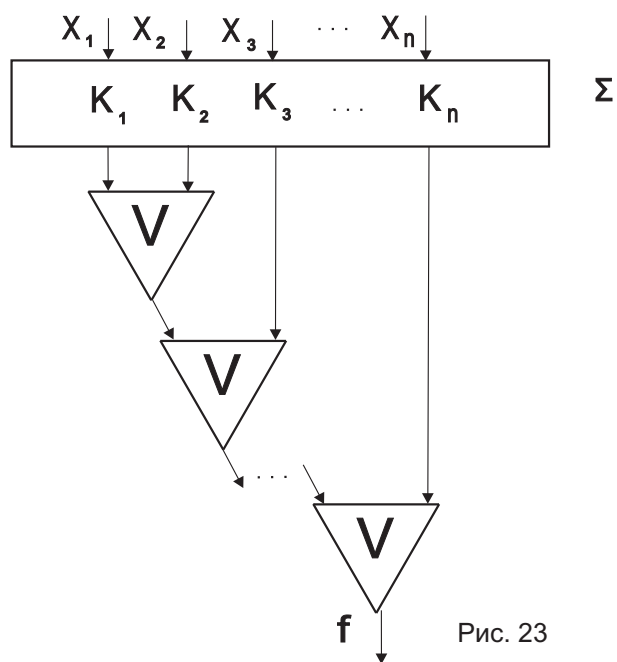 X₁ X₂ X₃ ... Xₙ
K₁ K₂ K₃ ... Kₙ Σ
V
V
...
V
f
Рис. 23